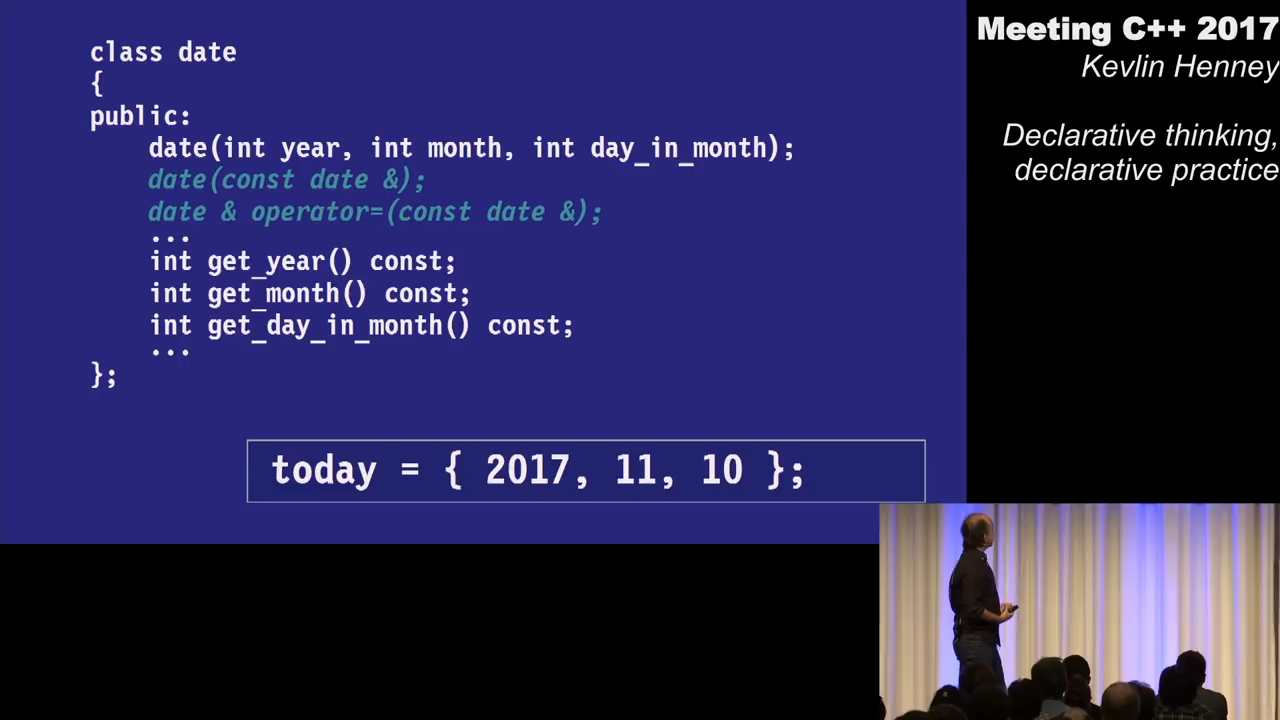 class date
{
public:
date(int year, int month, int day_in_month);
date(const date &);
date & operator=(const date &);
...
int get_year() const;
int get_month() const;
int get_day_in_month() const;
...
};
today = { 2017, 11, 10 };
Meeting C++ 2017
Kevlin Henney
Declarative thinking,
declarative practice